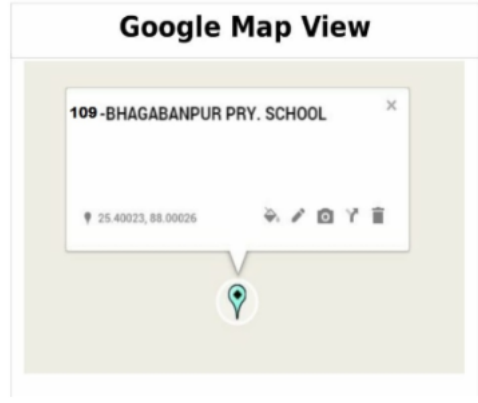 Google Map View
109-BHAGABANPUR PRY. SCHOOL
25.40023, 88.00026